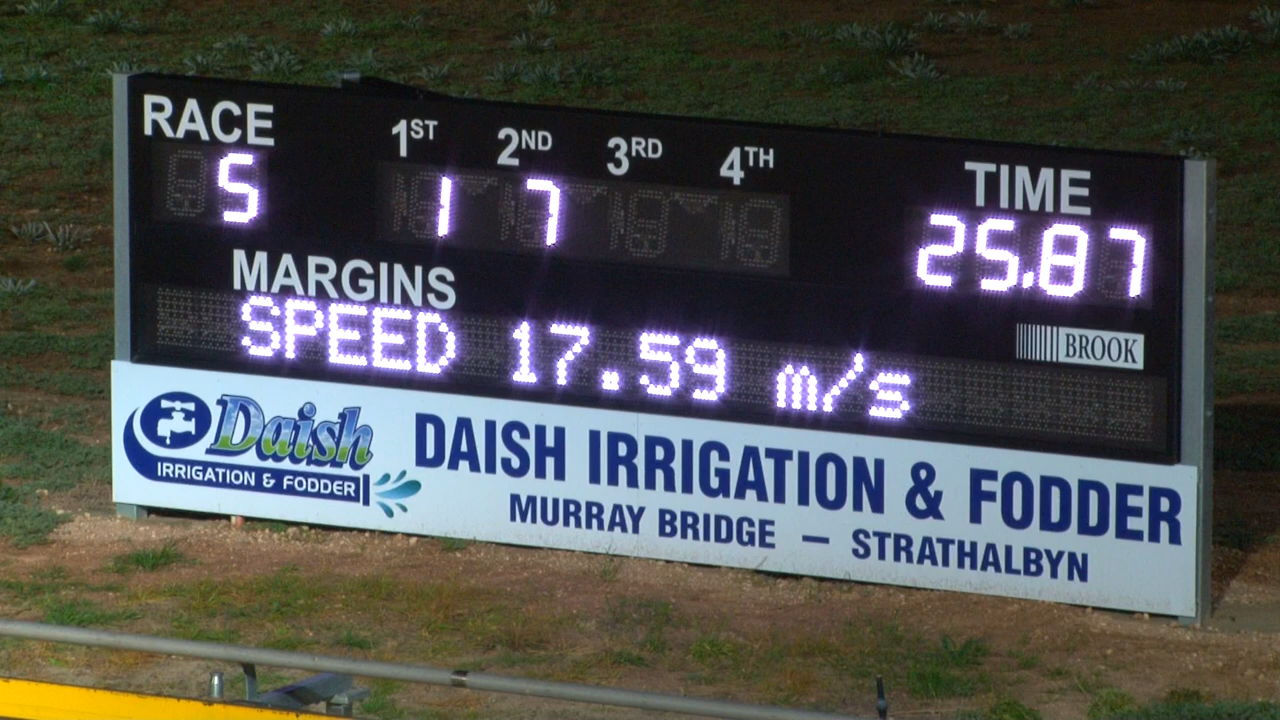 RACE 1ST 2ND 3RD 4TH TIME
5 1 7 25.87
MARGINS
SPEED 17.59 m/s
BROOK
Daish
IRRIGATION & FODDER
DAISH IRRIGATION & FODDER
MURRAY BRIDGE — STRATHALBYN